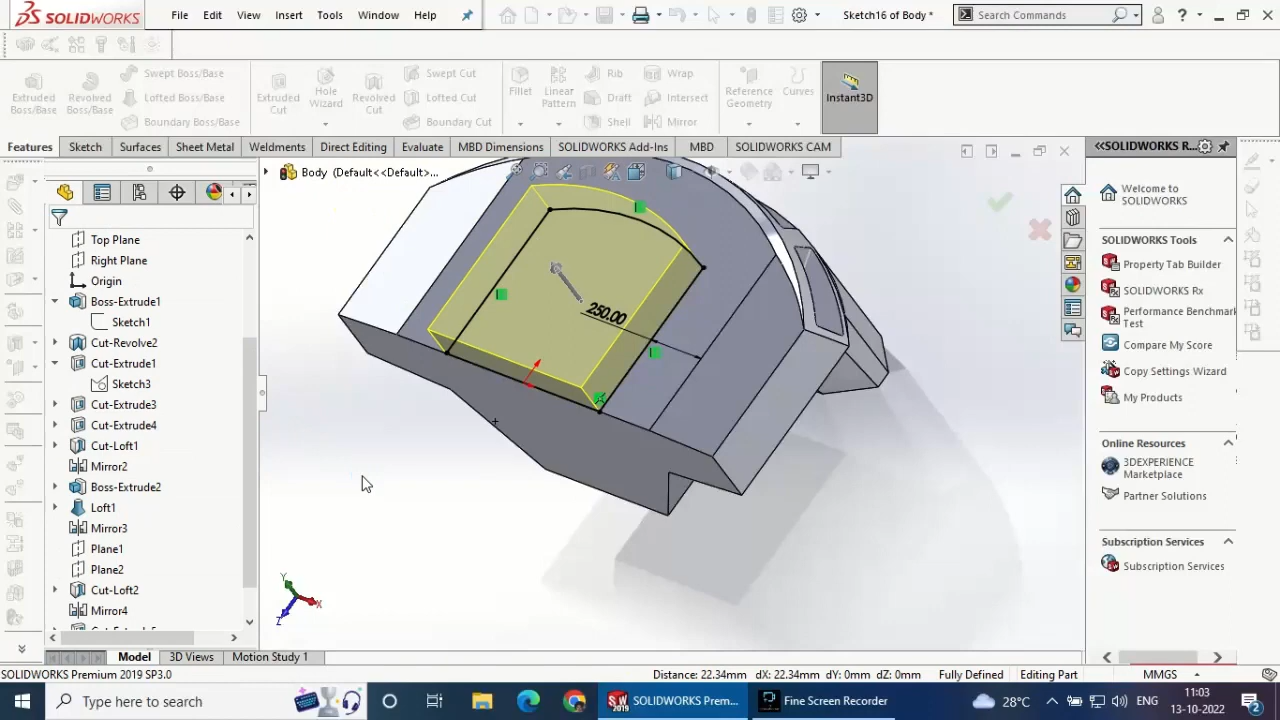 SOLIDWORKS
File Edit View Insert Tools Window Help
Sketch16 of Body *
Search Commands
Extruded Boss/Base
Revolved Boss/Base
Swept Boss/Base
Lofted Boss/Base
Boundary Boss/Base
Extruded Cut
Hole Wizard
Revolved Cut
Swept Cut
Lofted Cut
Boundary Cut
Fillet
Linear Pattern
Rib
Draft
Shell
Wrap
Intersect
Mirror
Reference Geometry
Curves
Instant3D
Features Sketch Surfaces Sheet Metal Weldments Direct Editing Evaluate MBD Dimensions SOLIDWORKS Add-Ins MBD SOLIDWORKS CAM
Body (Default<<Default>...
Top Plane
Right Plane
Origin
Boss-Extrude1
Sketch1
Cut-Revolve2
Cut-Extrude1
Sketch3
Cut-Extrude3
Cut-Extrude4
Cut-Loft1
Mirror2
Boss-Extrude2
Loft1
Mirror3
Plane1
Plane2
Cut-Loft2
Mirror4
250.00
Y
X
Z
SOLIDWORKS R...
Welcome to SOLIDWORKS
SOLIDWORKS Tools
Property Tab Builder
SOLIDWORKS Rx
Performance Benchmark Test
Compare My Score
Copy Settings Wizard
My Products
Online Resources
3DEXPERIENCE Marketplace
Partner Solutions
Subscription Services
Subscription Services
Model 3D Views Motion Study 1
SOLIDWORKS Premium 2019 SP3.0
Distance: 22.34mm dX: 22.34mm dY: 0mm dZ: 0mm Fully Defined Editing Part MMGS
Type here to search
SOLIDWORKS Prem...
Fine Screen Recorder
28°C
ENG
11:03
13-10-2022
2